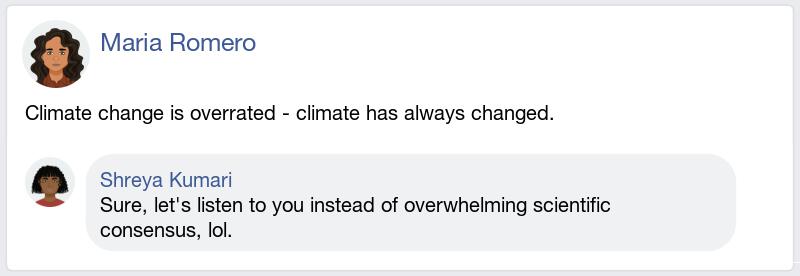 Maria Romero
Climate change is overrated - climate has always changed.
Shreya Kumari
Sure, let's listen to you instead of overwhelming scientific
consensus, lol.